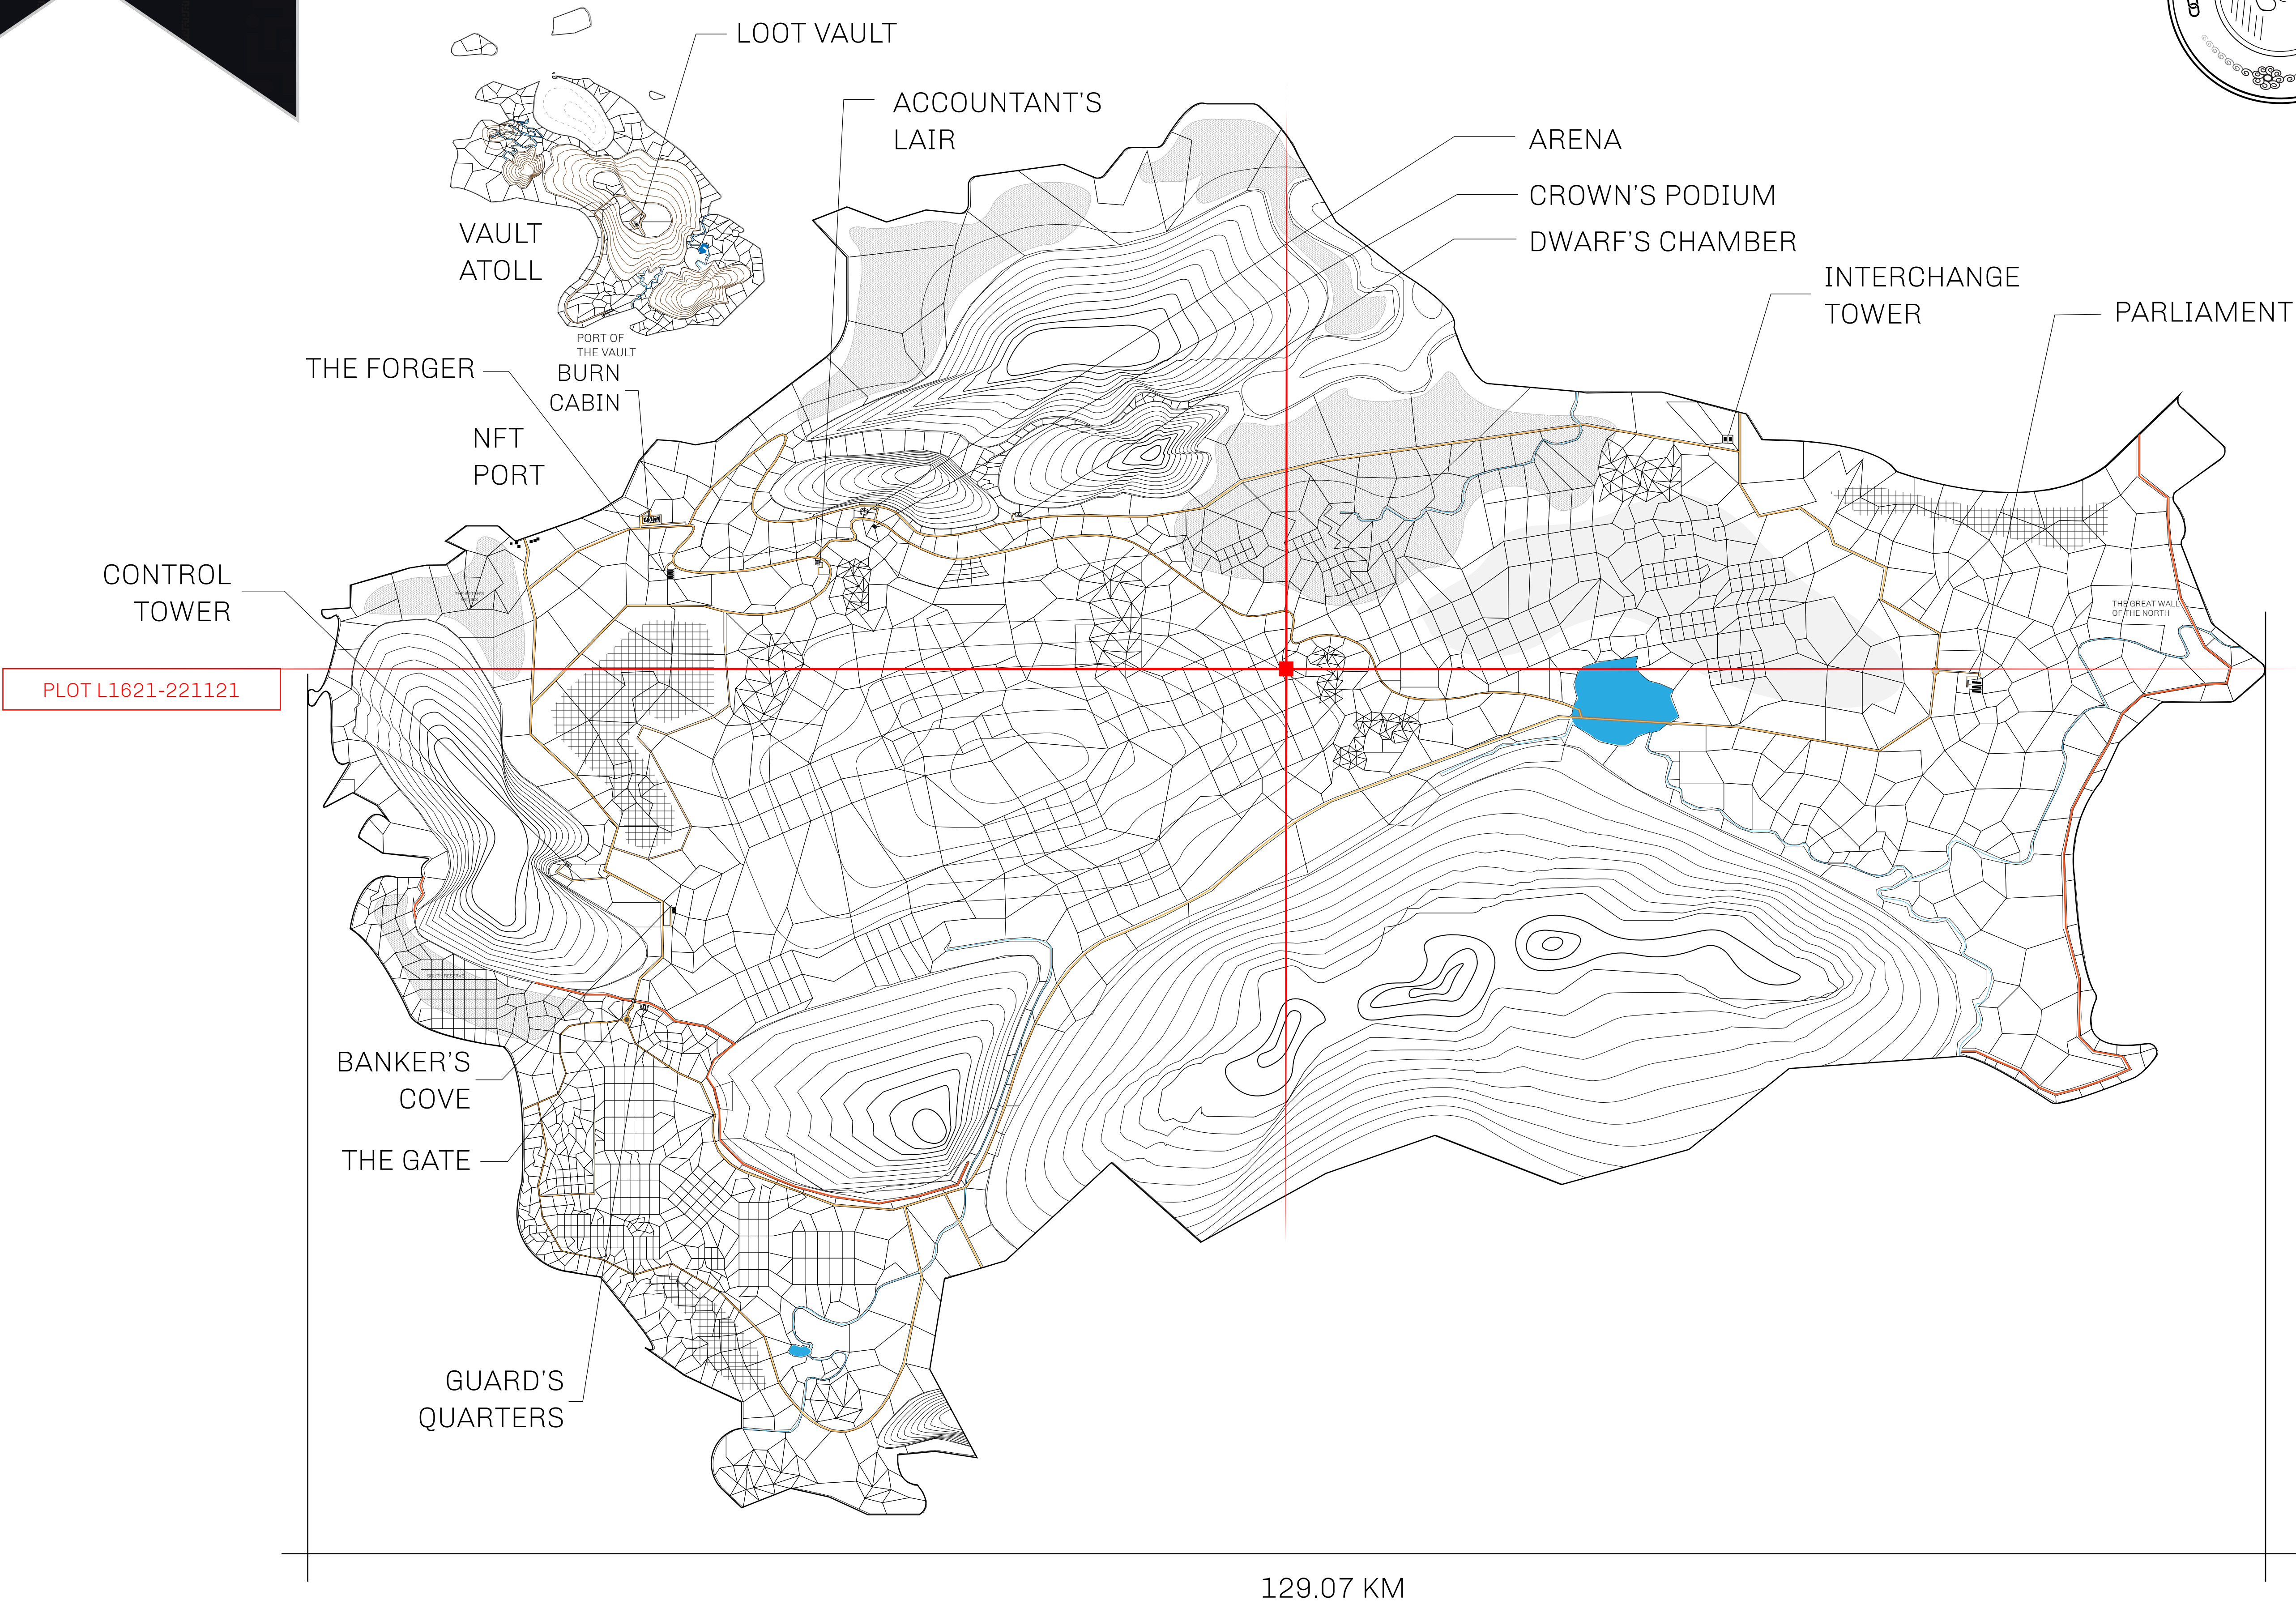 LOOT VAULT
ACCOUNTANT'S
LAIR
ARENA
CROWN'S PODIUM
DWARF'S CHAMBER
VAULT
ATOLL
INTERCHANGE
TOWER
PARLIAMENT
PORT OF
THE VAULT
THE FORGER
BURN
CABIN
NFT
PORT
CONTROL
TOWER
THE GREAT WALL
OF THE NORTH
PLOT L1621-221121
SOUTH RESERVE
BANKER'S
COVE
THE GATE
GUARD'S
QUARTERS
129.07 KM